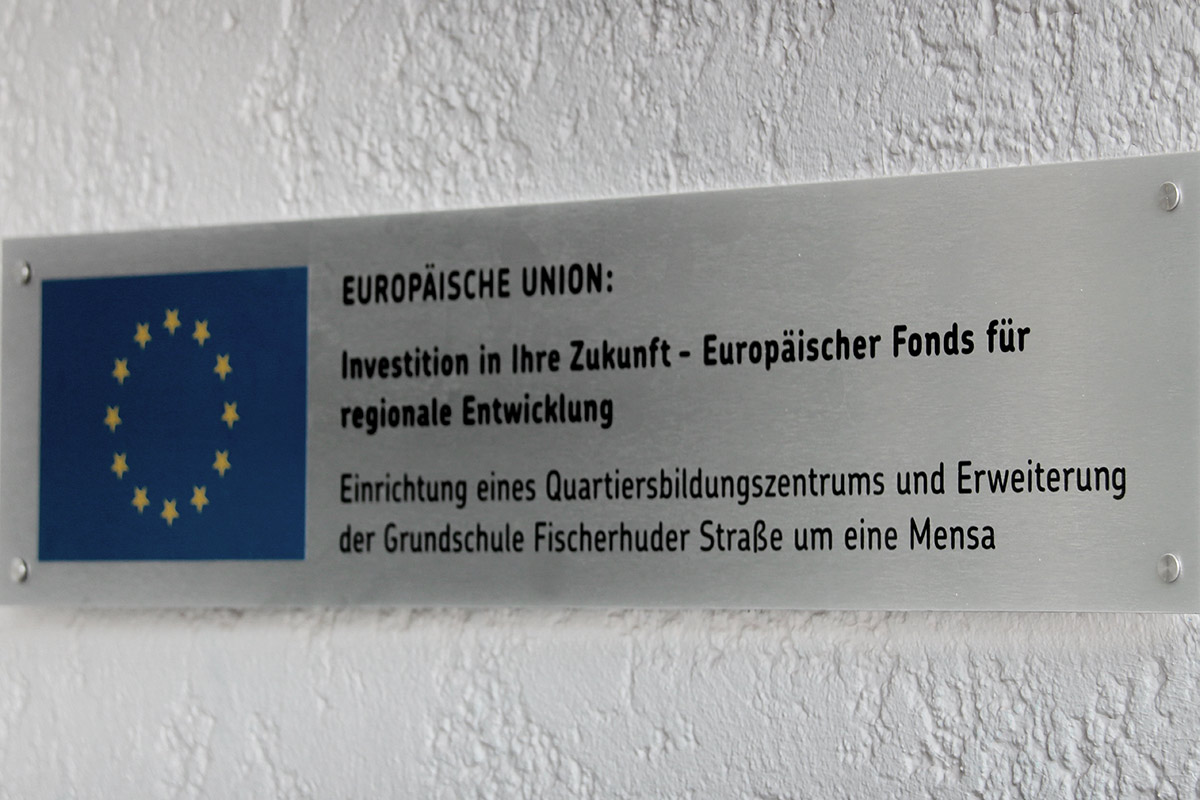 EUROPÄISCHE UNION:
Investition in Ihre Zukunft - Europäischer Fonds für
regionale Entwicklung
Einrichtung eines Quartiersbildungszentrums und Erweiterung
der Grundschule Fischerhuder Straße um eine Mensa